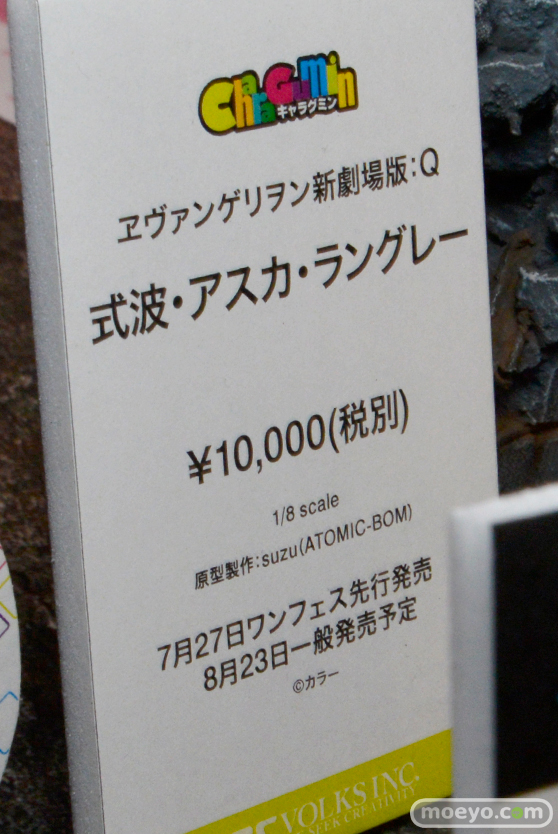 CharaGumin
キャラグミン
ヱヴァンゲリヲン新劇場版:Q
式波・アスカ・ラングレー
¥10,000(税別)
1/8 scale
原型製作:suzu(ATOMIC-BOM)
7月27日ワンフェス先行発売
8月23日一般発売予定
©カラー
VOLKS INC.
SEEK CREATIVITY
moeyo.com